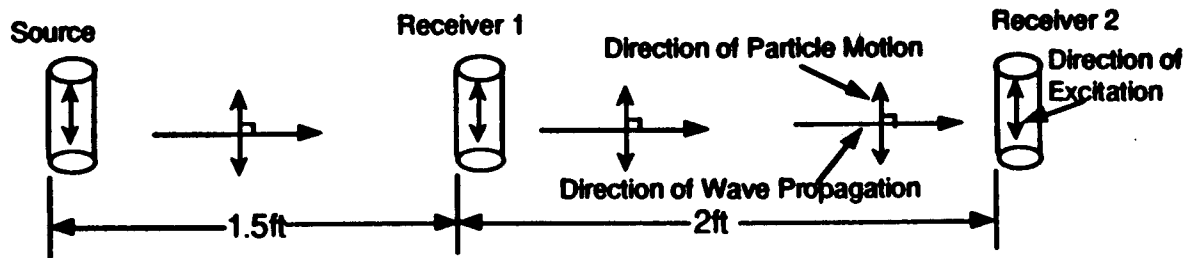 Source
Receiver 1
Receiver 2
Direction of Particle Motion
Direction of
Excitation
Direction of Wave Propagation
1.5ft
2ft